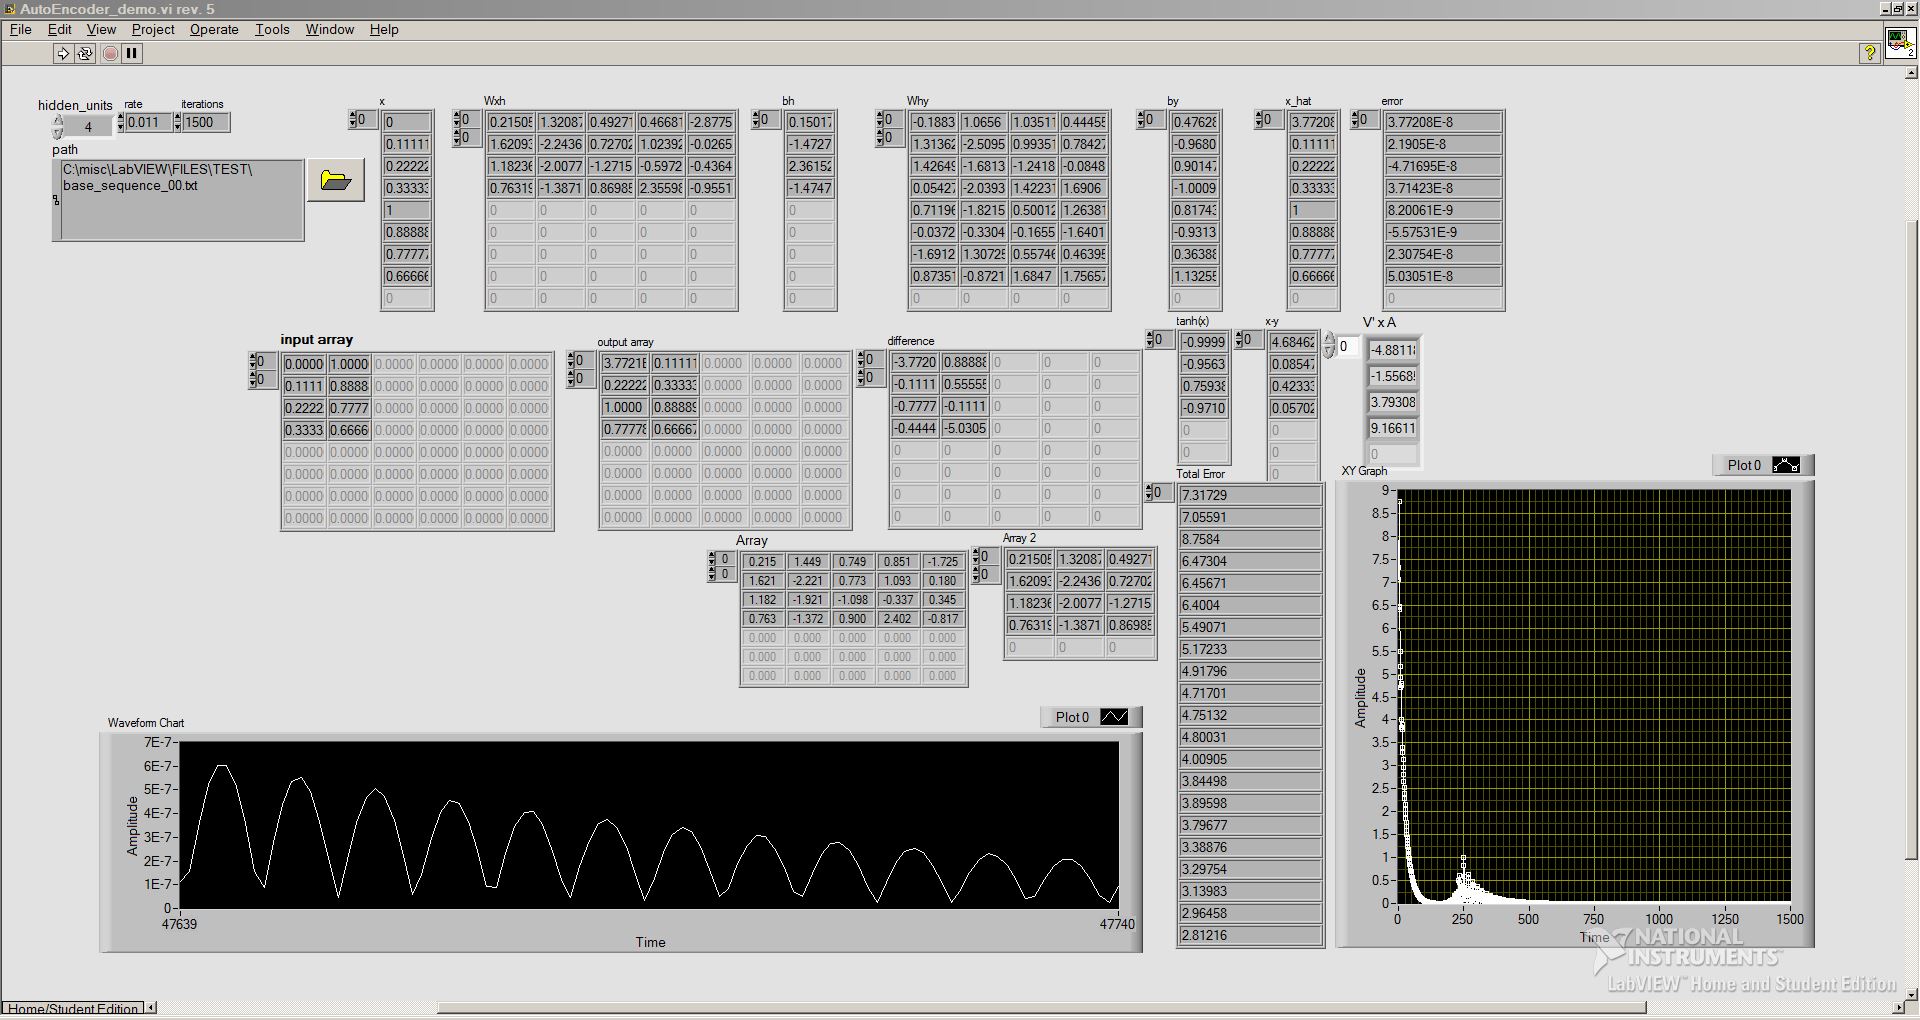 AutoEncoder_demo.vi rev. 5
File Edit View Project Operate Tools Window Help
?
2
hidden_units rate iterations
4 0.011 1500
path
C:\misc\LabVIEW\FILES\TEST\
base_sequence_00.txt
x
0 0
0.11111
0.22222
0.33333
1
0.88888
0.77777
0.66666
0
Wxh
0 0.21505 1.32087 0.49271 0.46681 -2.8775
0 1.62093 -2.2436 0.72702 1.02392 -0.0265
1.18236 -2.0077 -1.2715 -0.5972 -0.4364
0.76319 -1.3871 0.86985 2.35598 -0.9551
0 0 0 0 0
0 0 0 0 0
0 0 0 0 0
0 0 0 0 0
0 0 0 0 0
bh
0 0.15017
-1.4727
2.36152
-1.4747
0
0
0
0
0
Why
0 -0.1883 1.0656 1.03511 0.44455
0 1.31362 -2.5095 0.99351 0.78427
1.42649 -1.6813 -1.2418 -0.0848
0.05427 -2.0393 1.42231 1.6906
0.71196 -1.8215 0.50012 1.26381
-0.0372 -0.3304 -0.1655 -1.6401
-1.6912 1.30725 0.55746 0.46395
0.87351 -0.8721 1.6847 1.75657
0 0 0 0
by
0 0.47628
-0.9680
0.90147
-1.0009
0.81743
-0.9313
0.36388
1.13255
0
x_hat
0 3.77208
0.11111
0.22222
0.33333
1
0.88888
0.77777
0.66666
0
error
0 3.77208E-8
2.1905E-8
-4.71695E-8
3.71423E-8
8.20061E-9
-5.57531E-9
2.30754E-8
5.03051E-8
0
input array
0 0.0000 1.0000 0.0000 0.0000 0.0000 0.0000
0 0.1111 0.8888 0.0000 0.0000 0.0000 0.0000
0.2222 0.7777 0.0000 0.0000 0.0000 0.0000
0.3333 0.6666 0.0000 0.0000 0.0000 0.0000
0.0000 0.0000 0.0000 0.0000 0.0000 0.0000
0.0000 0.0000 0.0000 0.0000 0.0000 0.0000
0.0000 0.0000 0.0000 0.0000 0.0000 0.0000
0.0000 0.0000 0.0000 0.0000 0.0000 0.0000
output array
0 3.77218 0.11111 0.0000 0.0000 0.0000
0 0.22222 0.33333 0.0000 0.0000 0.0000
1.0000 0.88889 0.0000 0.0000 0.0000
0.77778 0.66667 0.0000 0.0000 0.0000
0.0000 0.0000 0.0000 0.0000 0.0000
0.0000 0.0000 0.0000 0.0000 0.0000
0.0000 0.0000 0.0000 0.0000 0.0000
0.0000 0.0000 0.0000 0.0000 0.0000
difference
0 -3.7720 0.88888 0 0 0
0 -0.1111 0.55555 0 0 0
-0.7777 -0.1111 0 0 0
-0.4444 -5.0305 0 0 0
0 0 0 0 0
0 0 0 0 0
0 0 0 0 0
0 0 0 0 0
tanh(x)
0 -0.9999
-0.9563
0.75938
-0.9710
0
0
x-y
0 4.68462
0.08547
0.42333
0.05702
0
0
0
V' x A
0 -4.8811
-1.5568
3.79308
9.16611
0
Total Error
0 7.31729
7.05591
8.7584
6.47304
6.45671
6.4004
5.49071
5.17233
4.91796
4.71701
4.75132
4.80031
4.00905
3.84498
3.89598
3.79677
3.38876
3.29754
3.13983
2.96458
2.81216
Array
0 0.215 1.449 0.749 0.851 -1.725
0 1.621 -2.221 0.773 1.093 0.180
1.182 -1.921 -1.098 -0.337 0.345
0.763 -1.372 0.900 2.402 -0.817
0.000 0.000 0.000 0.000 0.000
0.000 0.000 0.000 0.000 0.000
0.000 0.000 0.000 0.000 0.000
Array 2
0 0.21505 1.32087 0.49271
0 1.62093 -2.2436 0.72702
1.18236 -2.0077 -1.2715
0.76319 -1.3871 0.86985
0 0 0
Waveform Chart
Plot 0
7E-7
6E-7
5E-7
4E-7
3E-7
2E-7
1E-7
0
Amplitude
47639 47740
Time
XY Graph
Plot 0
9
8.5
8
7.5
7
6.5
6
5.5
5
4.5
4
3.5
3
2.5
2
1.5
1
0.5
0
Amplitude
0 250 500 750 1000 1250 1500
Time
NATIONAL
INSTRUMENTS™
LabVIEW™ Home and Student Edition
Home/Student Edition